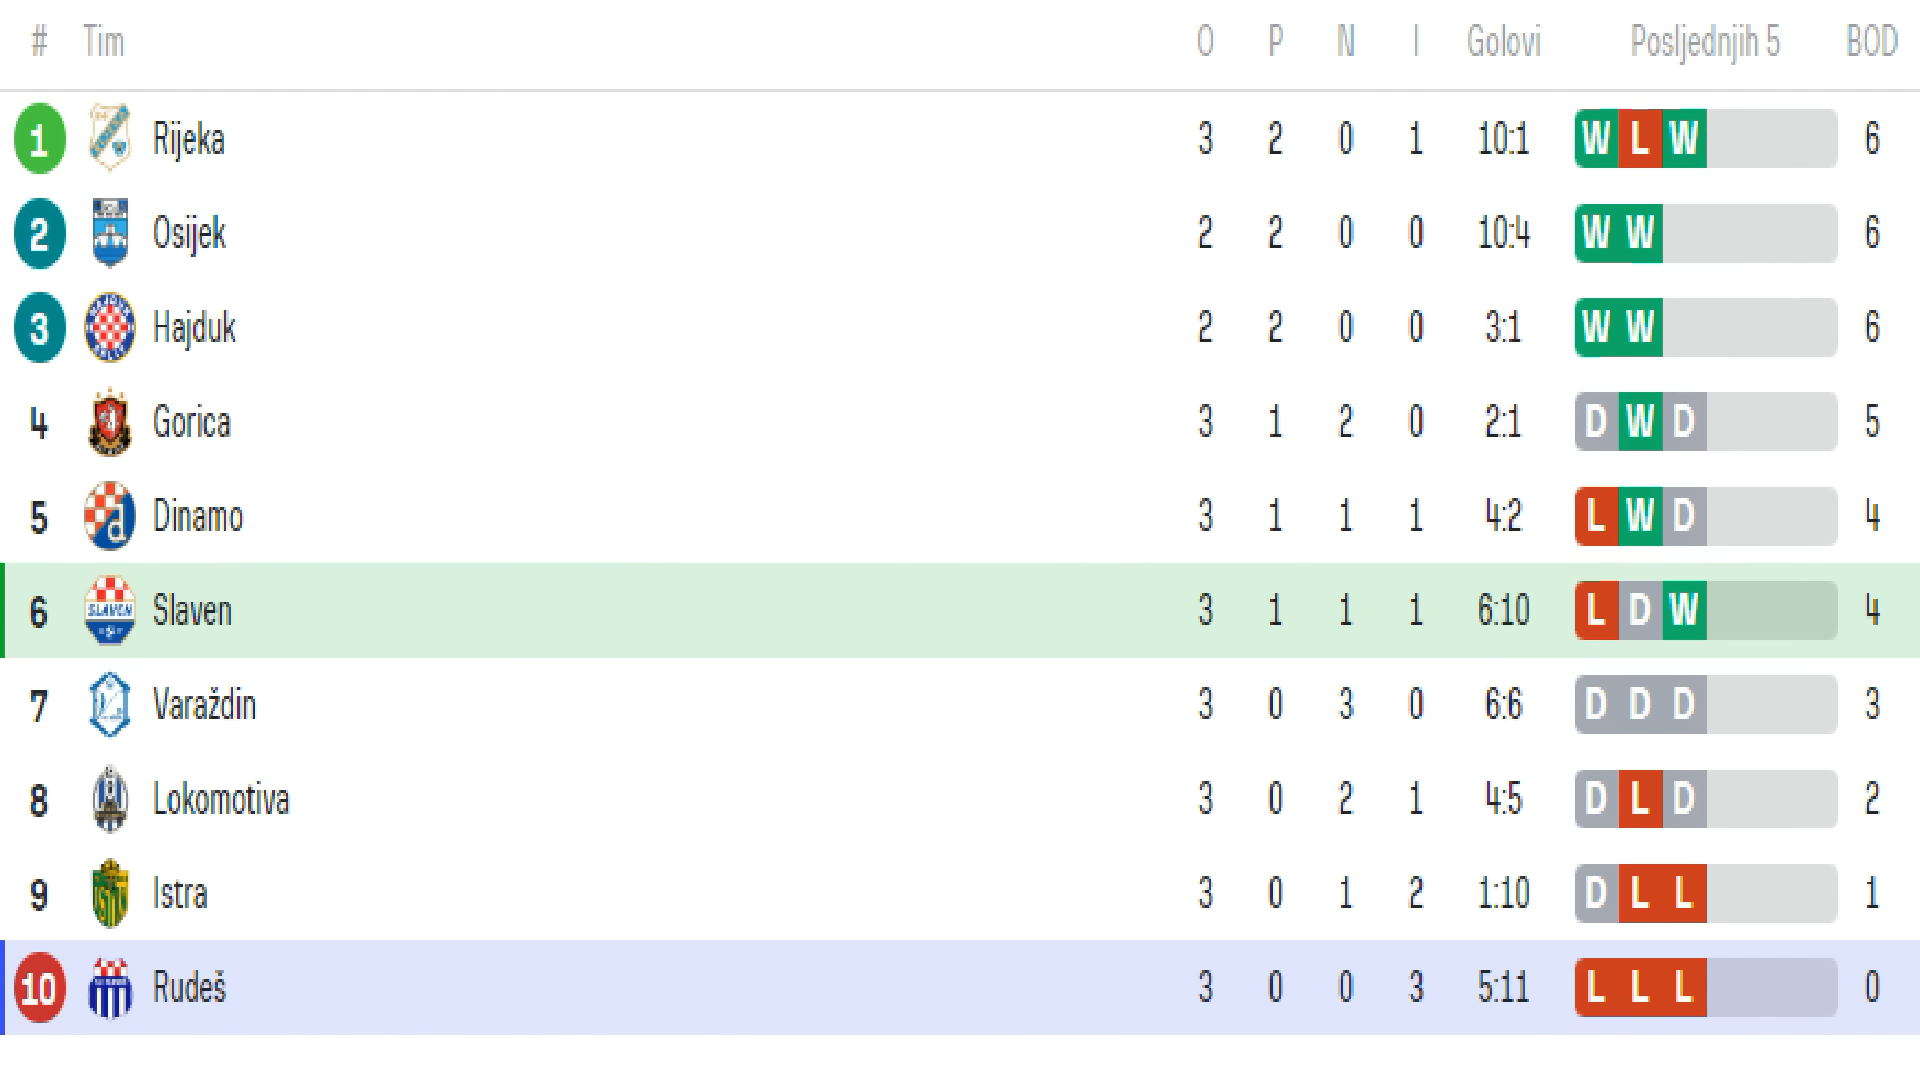 # Tim O P N I Golovi Posljednjih 5 BOD
1 Rijeka 3 2 0 1 10:1 W L W 6
2 Osijek 2 2 0 0 10:4 W W 6
3 Hajduk 2 2 0 0 3:1 W W 6
4 Gorica 3 1 2 0 2:1 D W D 5
5 Dinamo 3 1 1 1 4:2 L W D 4
6 SLAVEN Slaven 3 1 1 1 6:10 L D W 4
7 Varaždin 3 0 3 0 6:6 D D D 3
8 Lokomotiva 3 0 2 1 4:5 D L D 2
9 Istra 3 0 1 2 1:10 D L L 1
10 Rudeš 3 0 0 3 5:11 L L L 0